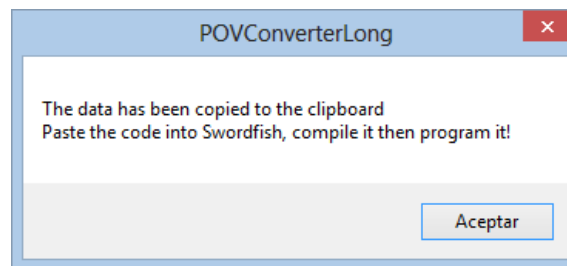 POVConverterLong
The data has been copied to the clipboard
Paste the code into Swordfish, compile it then program it!
Aceptar